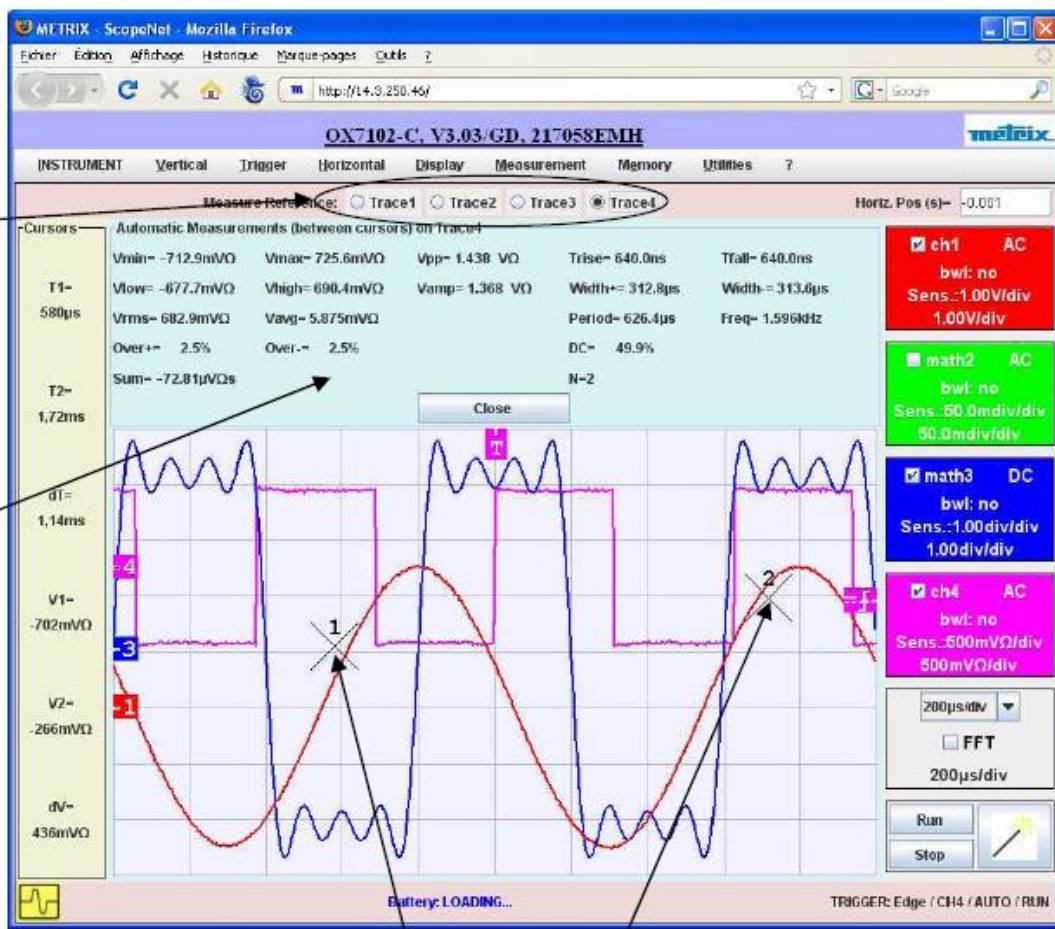 METRIX - ScopeNet - Mozilla Firefox
Fichier Édition Affichage Historique Marque-pages Outils ?
m http://14.3.250.46/ G Google
OX7102-C, V3.03/GD, 217058EMH metrix
INSTRUMENT Vertical Trigger Horizontal Display Measurement Memory Utilities ?
Measure Reference: Trace1 Trace2 Trace3 Trace4 Horiz. Pos (s)= -0.001
Cursors
T1=
580µs
T2=
1,72ms
dT=
1,14ms
V1=
-702mVΩ
V2=
-266mVΩ
dV=
436mVΩ
Automatic Measurements (between cursors) on Trace4
Vmin= -712.9mVΩ Vmax= 725.6mVΩ Vpp= 1.438 VΩ Trise= 640.0ns Tfall= 640.0ns
Vlow= -677.7mVΩ Vhigh= 690.4mVΩ Vamp= 1.368 VΩ Width+= 312.8µs Width-= 313.6µs
Vrms= 682.9mVΩ Vavg= 5.875mVΩ Period= 626.4µs Freq= 1.596kHz
Over+= 2.5% Over-= 2.5% DC= 49.9%
Sum= -72.81µVΩs N=2
Close
T
4
3
1
1
2
ch1 AC
bwl: no
Sens.:1.00V/div
1.00V/div
math2 AC
bwl: no
Sens.:50.0mdiv/div
50.0mdiv/div
math3 DC
bwl: no
Sens.:1.00div/div
1.00div/div
ch4 AC
bwl: no
Sens.:500mVΩ/div
500mVΩ/div
200µs/div
FFT
200µs/div
Run
Stop
Battery: LOADING... TRIGGER: Edge / CH4 / AUTO / RUN